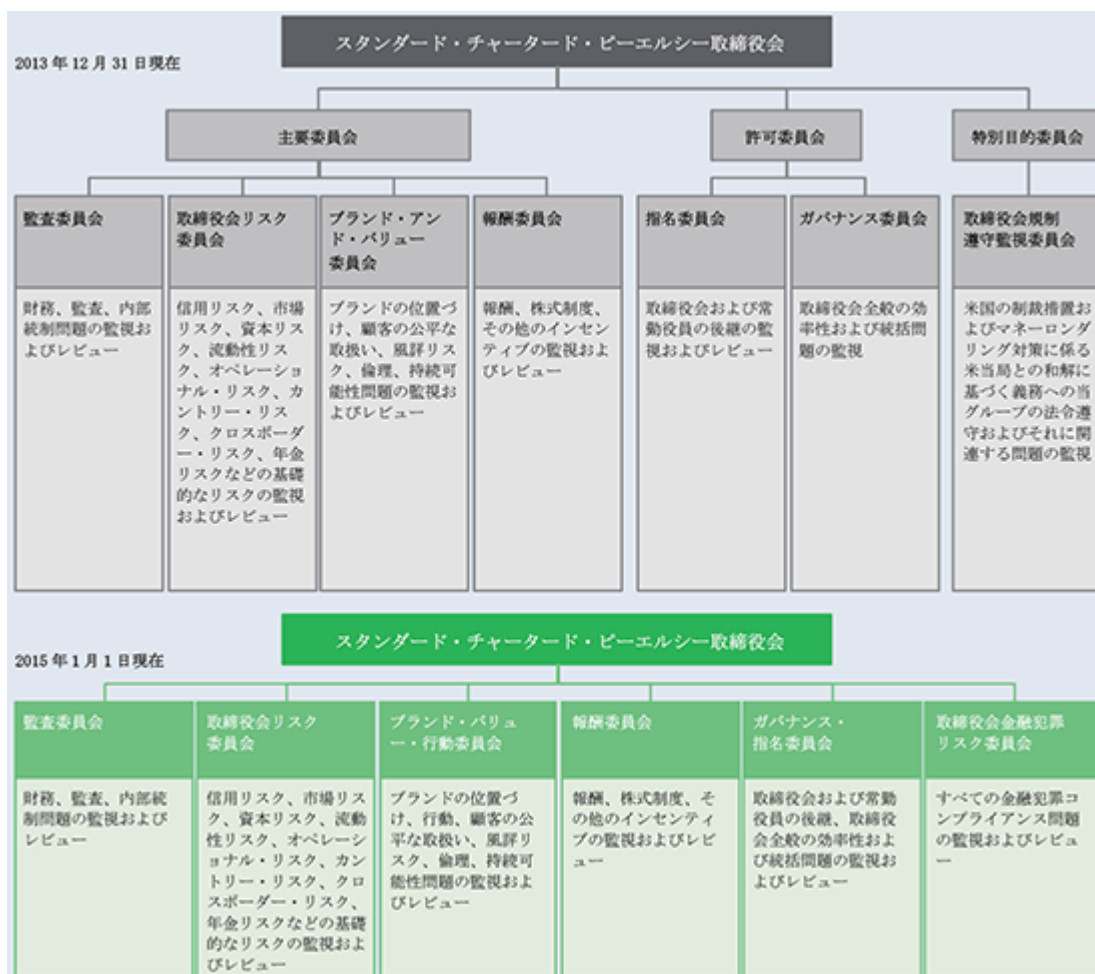 スタンダード・チャータード・ピーエルシー取締役会
2013年12月31日現在
主要委員会
許可委員会
特別目的委員会
監査委員会
取締役会リスク
委員会
ブランド・アン
ド・バリュー
委員会
報酬委員会
指名委員会
ガバナンス委員会
取締役会規制
遵守監視委員会
財務、監査、内部
統制問題の監視お
よびレビュー
信用リスク、市場
リスク、資本リス
ク、流動性リス
ク、オペレーショ
ナル・リスク、カ
ントリー・リス
ク、クロスボーダ
ー・リスク、年金
リスクなどの基礎
的なリスクの監視
およびレビュー
ブランドの位置づ
け、顧客の公平な
取扱い、風評リス
ク、倫理、持続可
能性問題の監視お
よびレビュー
報酬、株式制度、
その他のインセン
ティブの監視およ
びレビュー
取締役会および常
勤役員の後継の監
視およびレビュー
取締役会全般の効
率性および統括問
題の監視
米国の制裁措置お
よびマネーロンダ
リング対策に係る
米当局との和解に
基づく義務への当
グループの法令遵
守およびそれに関
連する問題の監視
スタンダード・チャータード・ピーエルシー取締役会
2015年1月1日現在
監査委員会
取締役会リスク
委員会
ブランド・バリュ
ー・行動委員会
報酬委員会
ガバナンス・
指名委員会
取締役会金融犯罪
リスク委員会
財務、監査、内部統
制問題の監視および
レビュー
信用リスク、市場リス
ク、資本リスク、流動
性リスク、オペレーシ
ョナル・リスク、カン
トリー・リスク、クロ
スボーダー・リスク、
年金リスクなどの基礎
的なリスクの監視およ
びレビュー
ブランドの位置づ
け、行動、顧客の公
平な取扱い、風評リ
スク、倫理、持続可
能性問題の監視およ
びレビュー
報酬、株式制度、そ
の他のインセンティ
ブの監視およびレビ
ュー
取締役会および常勤
役員の後継、取締役
会全般の効率性およ
び統括問題の監視お
よびレビュー
すべての金融犯罪コ
ンプライアンス問題
の監視およびレビュ
ー